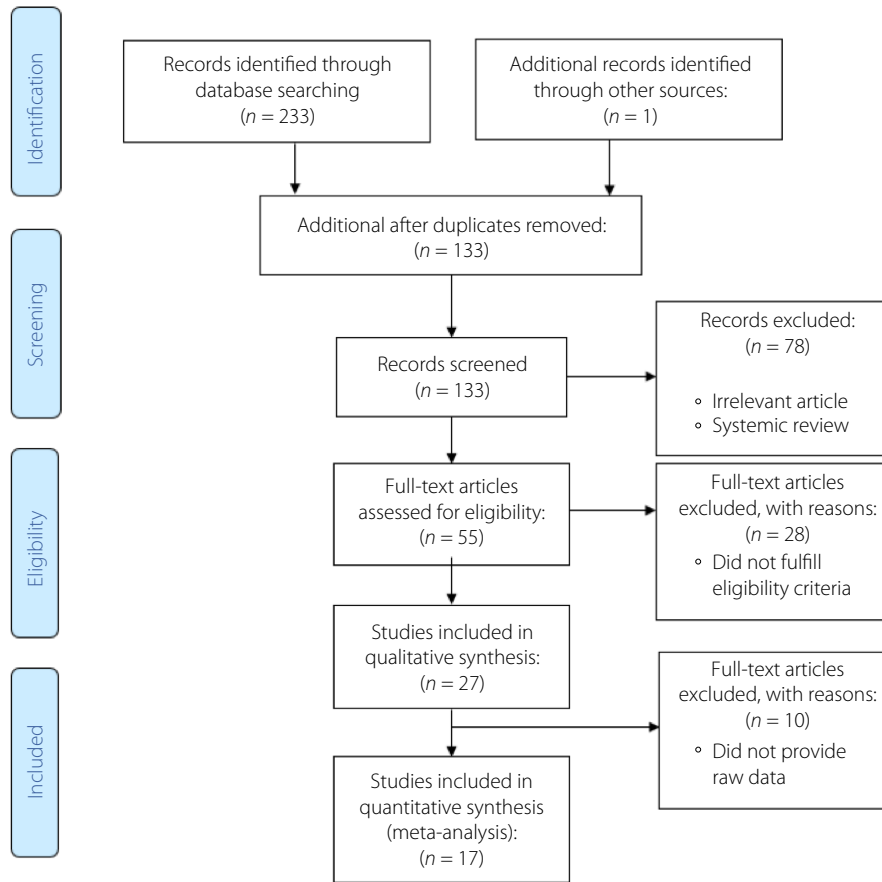 Identification
Records identified through
database searching
(n = 233)
Additional records identified
through other sources:
(n = 1)
Additional after duplicates removed:
(n = 133)
Screening
Records screened
(n = 133)
Records excluded:
(n = 78)
° Irrelevant article
° Systemic review
Eligibility
Full-text articles
assessed for eligibility:
(n = 55)
Full-text articles
excluded, with reasons:
(n = 28)
° Did not fulfill
eligibility criteria
Studies included in
qualitative synthesis:
(n = 27)
Included
Full-text articles
excluded, with reasons:
(n = 10)
° Did not provide
raw data
Studies included in
quantitative synthesis
(meta-analysis):
(n = 17)